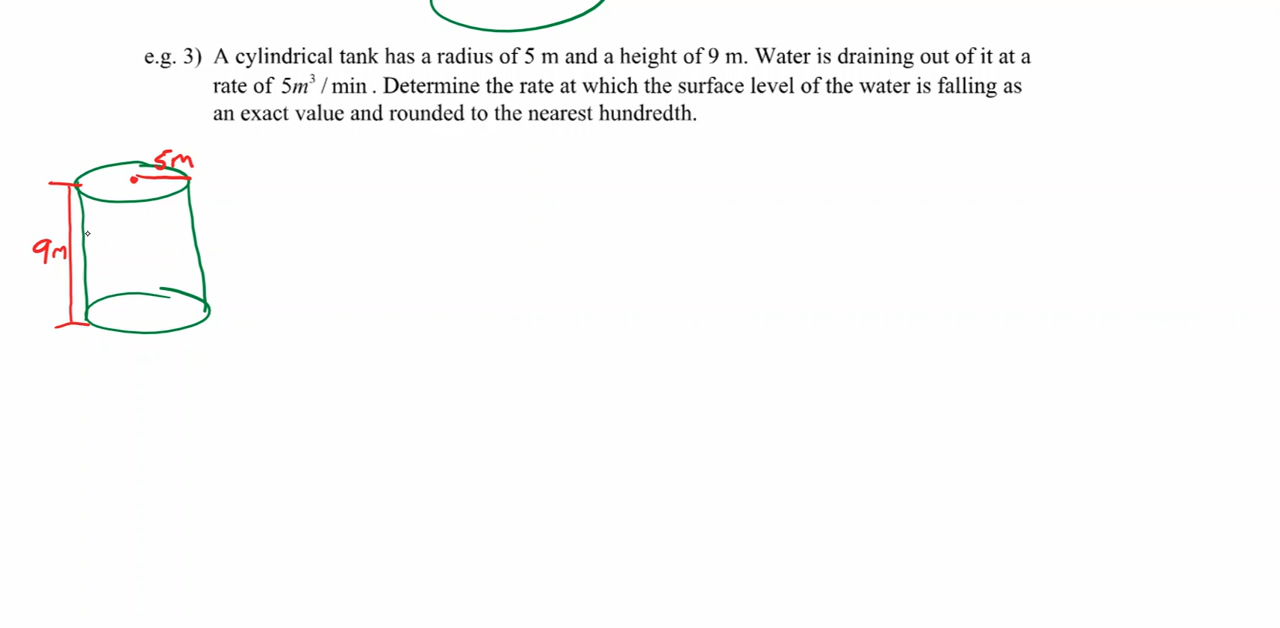 e.g. 3) A cylindrical tank has a radius of 5 m and a height of 9 m. Water is draining out of it at a
rate of 5m³ / min . Determine the rate at which the surface level of the water is falling as
an exact value and rounded to the nearest hundredth.
5m
9m